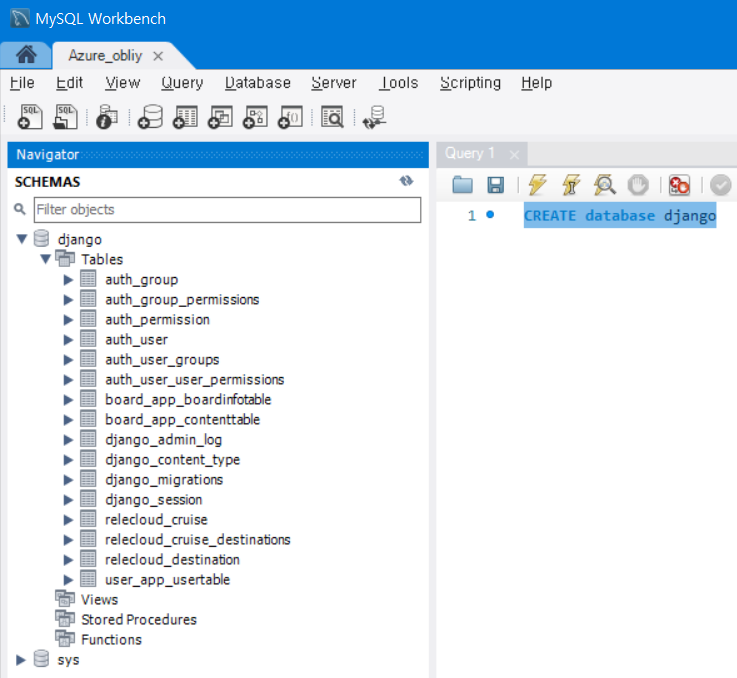 MySQL Workbench
Azure_obliy
File Edit View Query Database Server Tools Scripting Help
SQL SQL
Navigator
SCHEMAS
Filter objects
django
Tables
auth_group
auth_group_permissions
auth_permission
auth_user
auth_user_groups
auth_user_user_permissions
board_app_boardinfotable
board_app_contenttable
django_admin_log
django_content_type
django_migrations
django_session
relecloud_cruise
relecloud_cruise_destinations
relecloud_destination
user_app_usertable
Views
Stored Procedures
Functions
sys
Query 1
1 CREATE database django